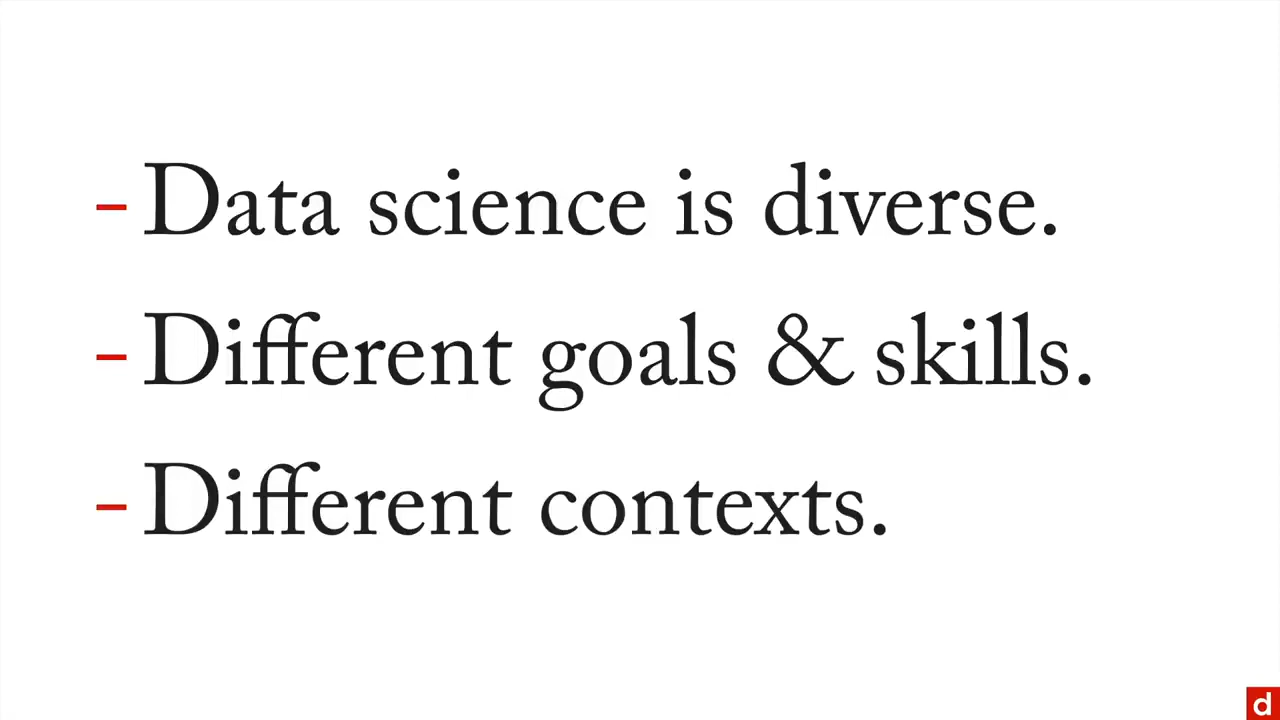 - Data science is diverse.
- Different goals & skills.
- Different contexts.
d